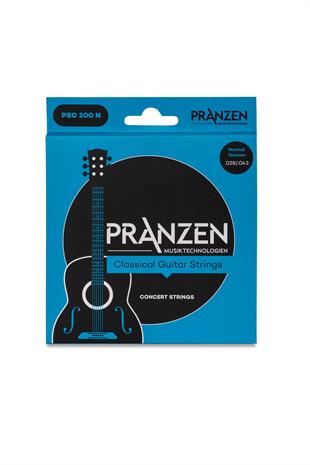 PSC 200 N
PRANZEN
MUSIKTECHNOLOGIEN
Normal
Tension
.028/.043
PRANZEN
MUSIKTECHNOLOGIEN
Classical Guitar Strings
CONCERT STRINGS